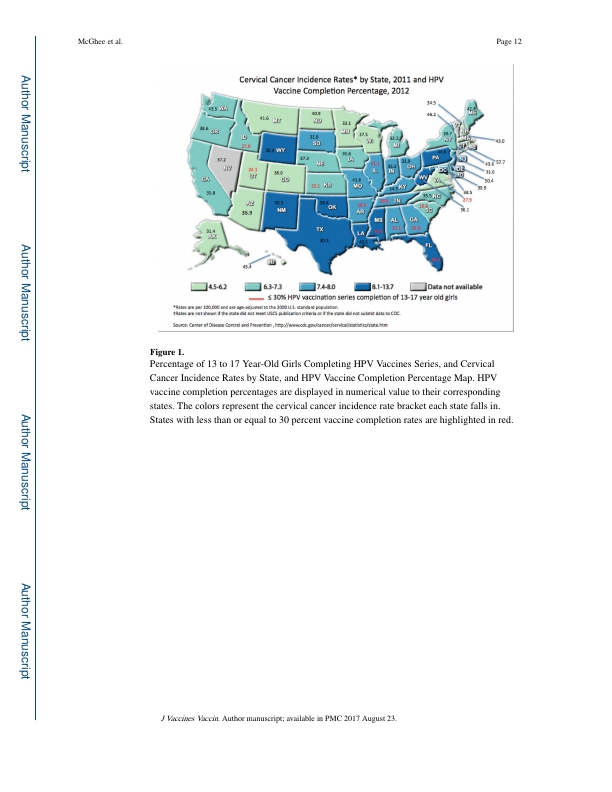 McGhee et al.
Page 12
Author Manuscript
Author Manuscript
Author Manuscript
Author Manuscript
Cervical Cancer Incidence Rates* by State, 2011 and HPV
Vaccine Completion Percentage, 2012
43.5 WA
38.6 OR
35.8 CA
37.2 NV
ID
41.6 MT
WY
UT
38.0 CO
36.9 AZ
NM
40.0 ND
SD
37.3 NE
KS
OK
TX
33.1 MN
IA
MO
AR
LA
37.5 WI
IL
MI
IN
OH
KY
TN
MS
AL
GA
FL
SC
NC
VA
WV
PA
NY
ME
31.4 AK
43.4 HI
34.5
46.2
43.0
57.7
43.6
31.6
50.4
39.9
38.5
27.9
36.1
4.5-6.2 6.3-7.3 7.4-8.0 8.1-13.7 Data not available
≤ 30% HPV vaccination series completion of 13-17 year old girls
*Rates are per 100,000 and are age-adjusted to the 2000 U.S. standard population.
†Rates are not shown if the state did not meet USCS publication criteria or if the state did not submit data to CDC.
Source: Center of Disease Control and Prevention , http://www.cdc.gov/cancer/cervical/statistics/state.htm
Figure 1.
Percentage of 13 to 17 Year-Old Girls Completing HPV Vaccines Series, and Cervical
Cancer Incidence Rates by State, and HPV Vaccine Completion Percentage Map. HPV
vaccine completion percentages are displayed in numerical value to their corresponding
states. The colors represent the cervical cancer incidence rate bracket each state falls in.
States with less than or equal to 30 percent vaccine completion rates are highlighted in red.
J Vaccines Vaccin. Author manuscript; available in PMC 2017 August 23.